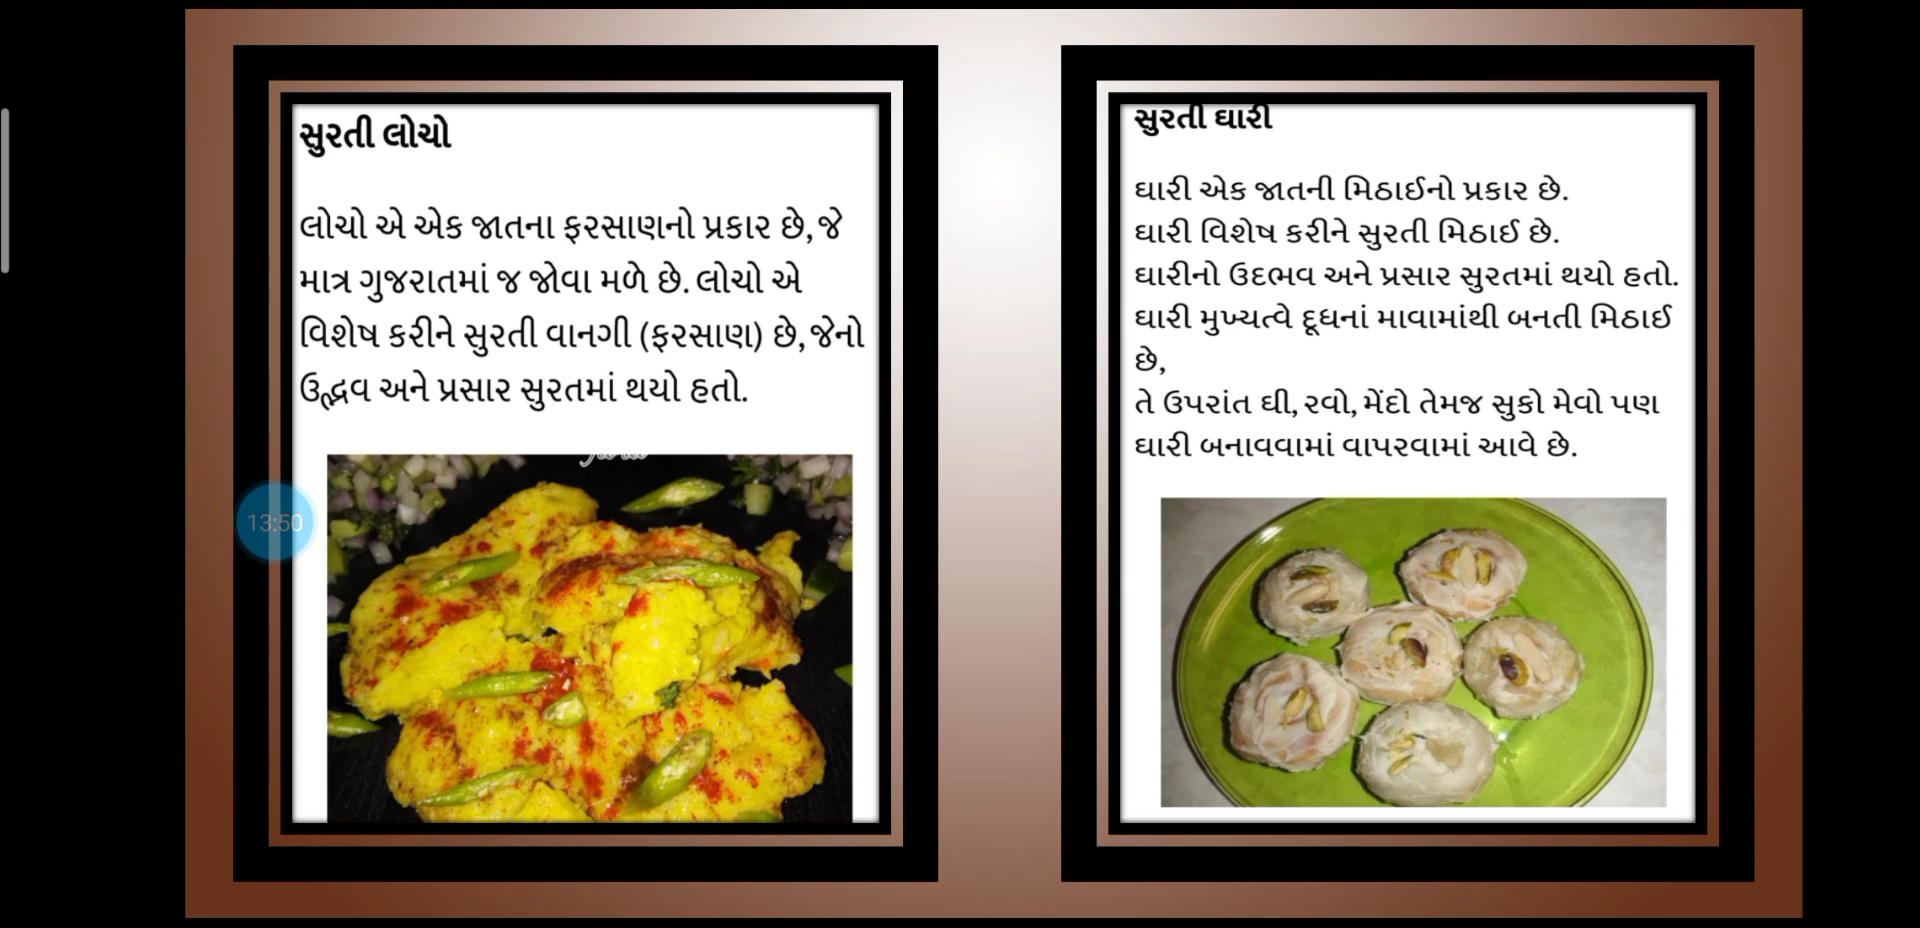 સુરતી લોચો
લોચો એ એક જાતના ફરસાણનો પ્રકાર છે, જે
માત્ર ગુજરાતમાં જ જોવા મળે છે. લોચો એ
વિશેષ કરીને સુરતી વાનગી (ફરસાણ) છે, જેનો
ઉદ્ભવ અને પ્રસાર સુરતમાં થયો હતો.
13:50
સુરતી ઘારી
ઘારી એક જાતની મિઠાઈનો પ્રકાર છે.
ઘારી વિશેષ કરીને સુરતી મિઠાઈ છે.
ઘારીનો ઉદભવ અને પ્રસાર સુરતમાં થયો હતો.
ઘારી મુખ્યત્વે દૂધનાં માવામાંથી બનતી મિઠાઈ
છે,
તે ઉપરાંત ઘી, રવો, મેંદો તેમજ સુકો મેવો પણ
ઘારી બનાવવામાં વાપરવામાં આવે છે.